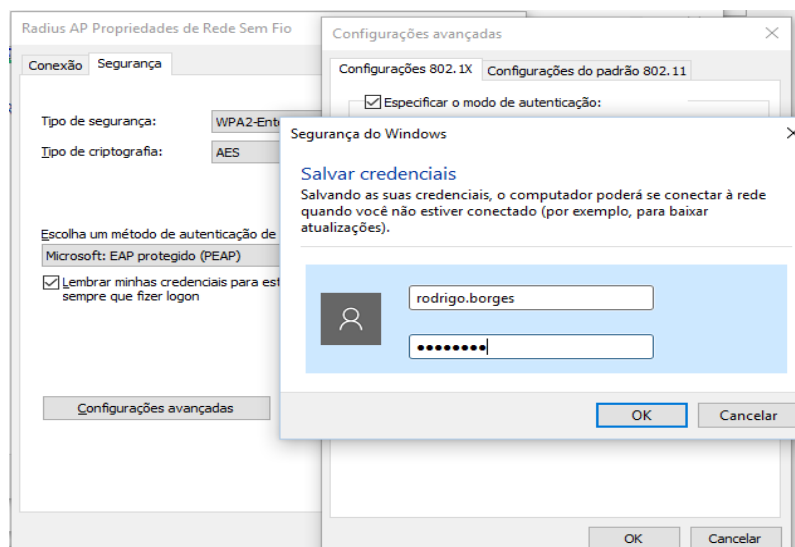 Radius AP Propriedades de Rede Sem Fio
Conexão Segurança
Tipo de segurança: WPA2-Ent
Tipo de criptografia: AES
Escolha um método de autenticação de
Microsoft: EAP protegido (PEAP)
Lembrar minhas credenciais para est
sempre que fizer logon
Configurações avançadas
Configurações avançadas
Configurações 802.1X Configurações do padrão 802.11
Especificar o modo de autenticação:
Segurança do Windows
Salvar credenciais
Salvando as suas credenciais, o computador poderá se conectar à rede
quando você não estiver conectado (por exemplo, para baixar
atualizações).
rodrigo.borges
••••••••
OK Cancelar
OK Cancelar